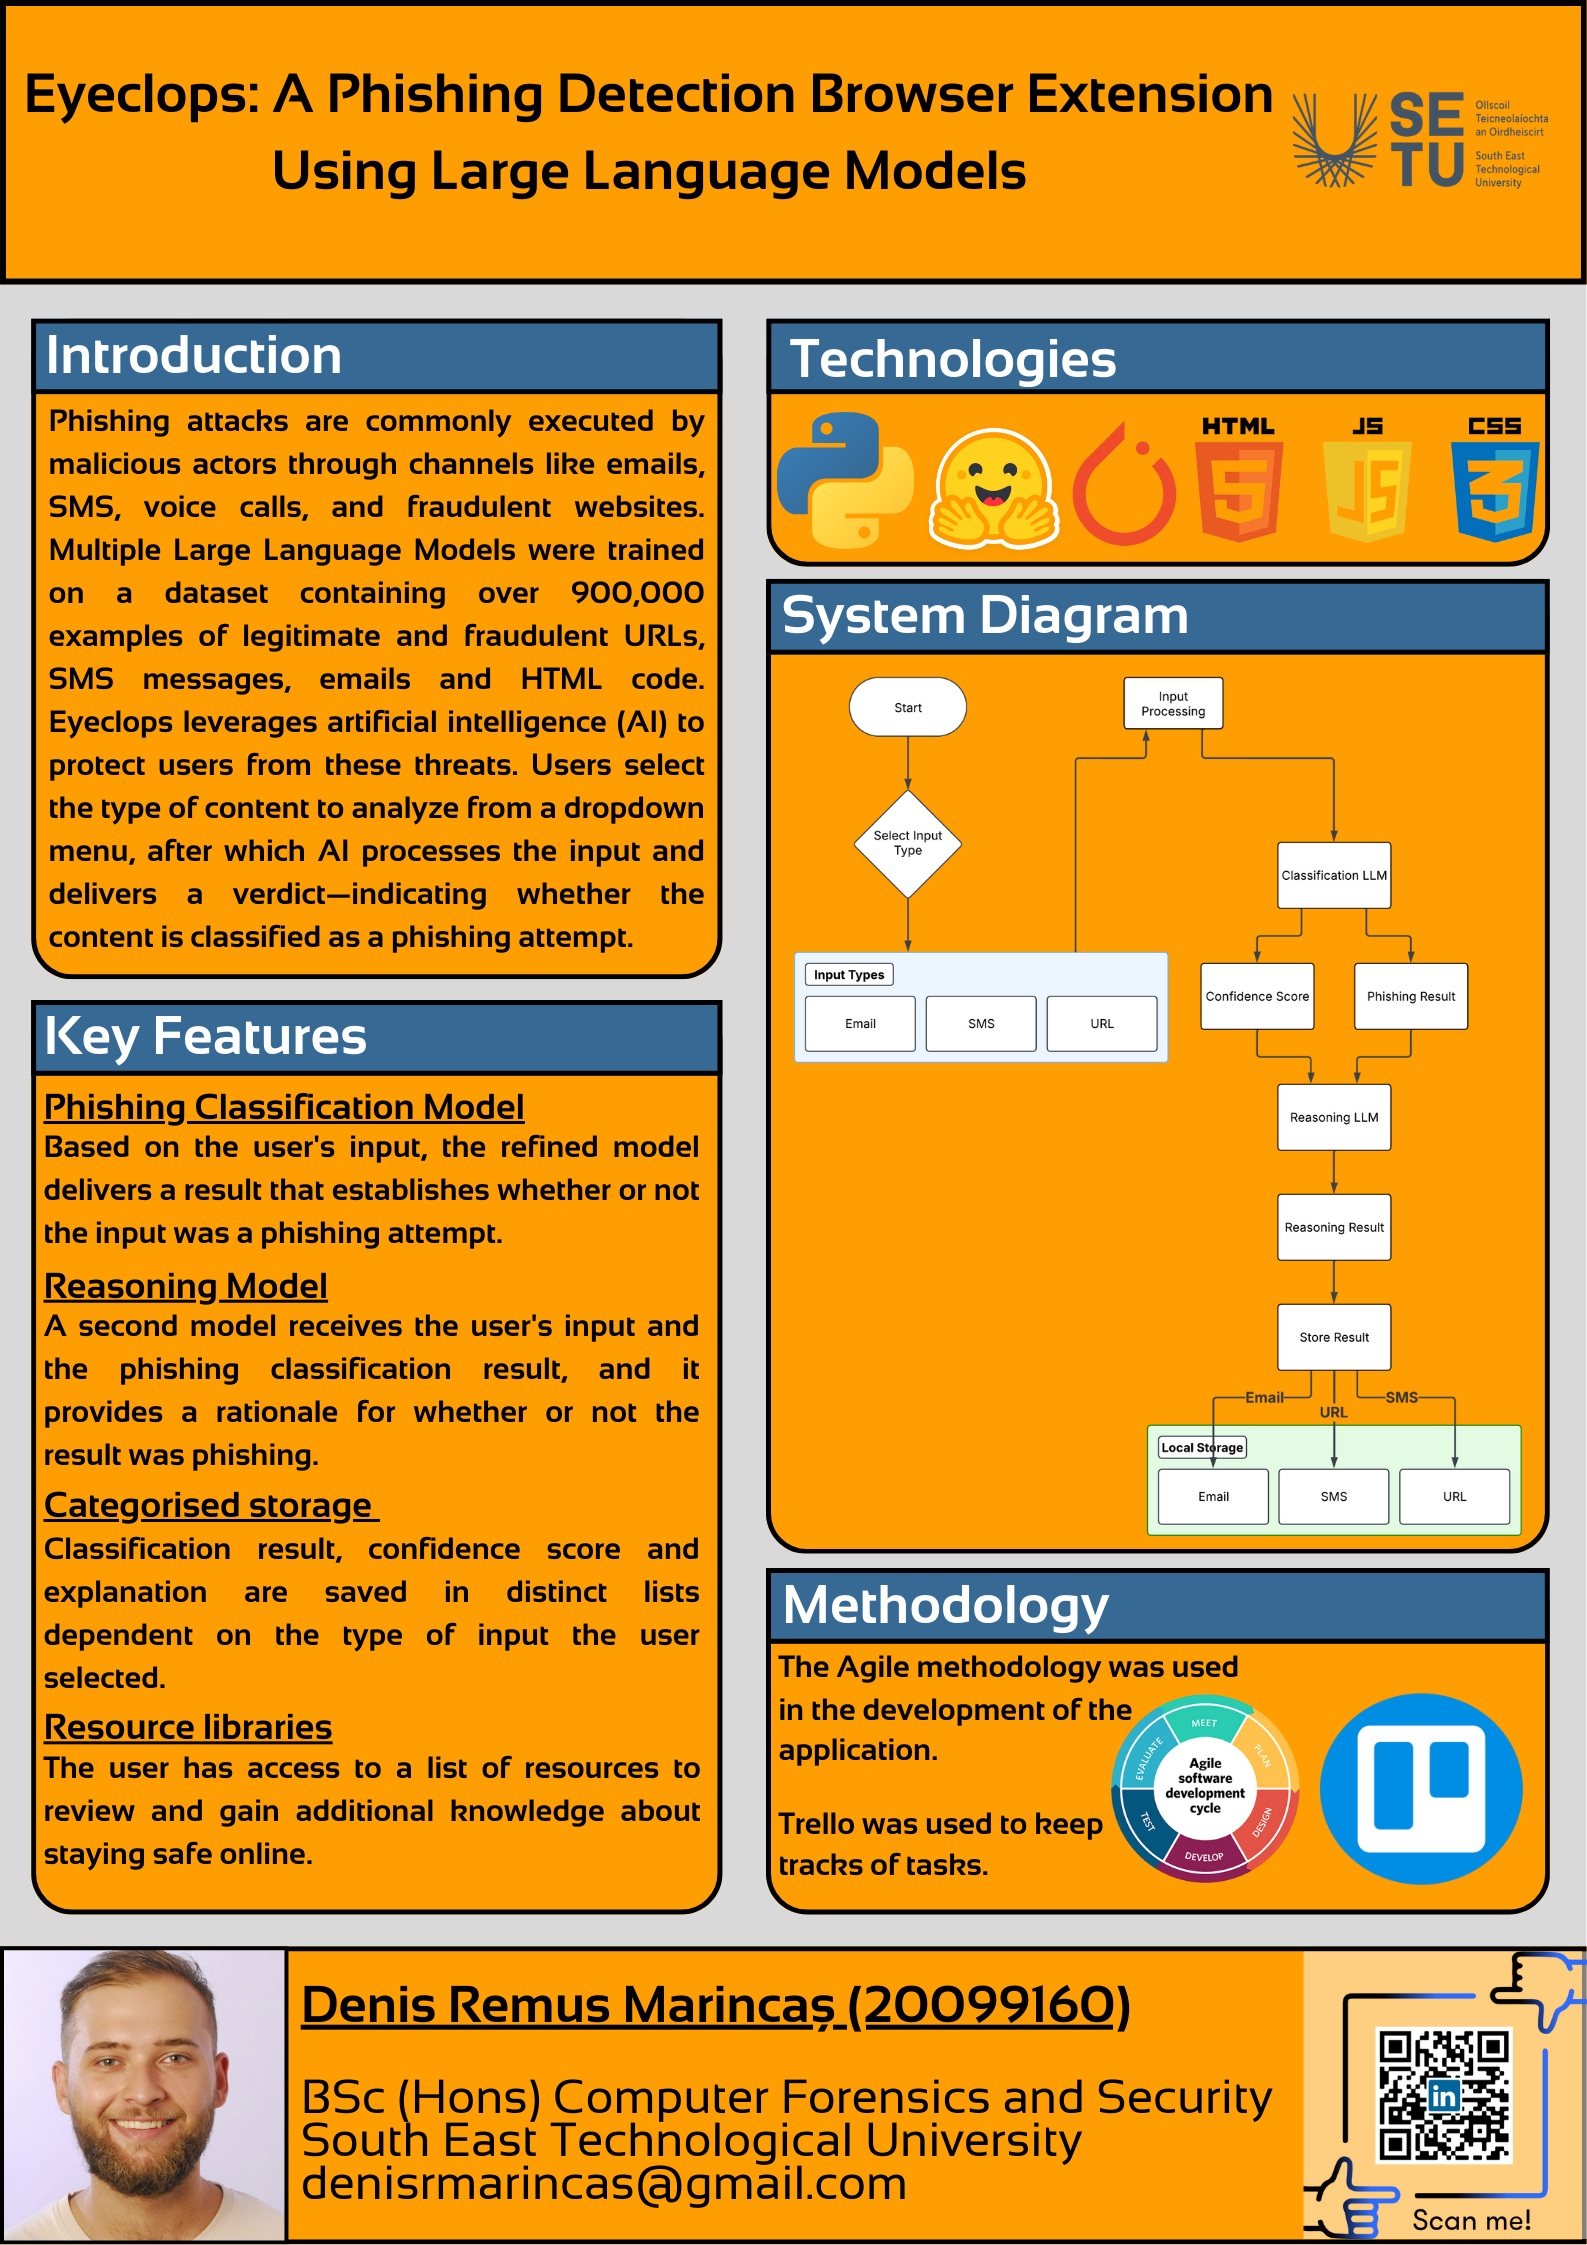 Eyeclops: A Phishing Detection Browser Extension
Using Large Language Models
SE
TU
Ollscoil
Teicneolaíochta
an Oirdheiscirt
South East
Technological
University
Introduction
Phishing attacks are commonly executed by
malicious actors through channels like emails,
SMS, voice calls, and fraudulent websites.
Multiple Large Language Models were trained
on a dataset containing over 900,000
examples of legitimate and fraudulent URLs,
SMS messages, emails and HTML code.
Eyeclops leverages artificial intelligence (AI) to
protect users from these threats. Users select
the type of content to analyze from a dropdown
menu, after which AI processes the input and
delivers a verdict—indicating whether the
content is classified as a phishing attempt.
Key Features
Phishing Classification Model
Based on the user's input, the refined model
delivers a result that establishes whether or not
the input was a phishing attempt.
Reasoning Model
A second model receives the user's input and
the phishing classification result, and it
provides a rationale for whether or not the
result was phishing.
Categorised storage
Classification result, confidence score and
explanation are saved in distinct lists
dependent on the type of input the user
selected.
Resource libraries
The user has access to a list of resources to
review and gain additional knowledge about
staying safe online.
Technologies
HTML
5
JS
JS
CSS
3
System Diagram
Start
Select Input
Type
Input Types
Email
SMS
URL
Input
Processing
Classification LLM
Confidence Score
Phishing Result
Reasoning LLM
Reasoning Result
Store Result
Email
URL
SMS
Local Storage
Email
SMS
URL
Methodology
The Agile methodology was used
in the development of the
application.
Trello was used to keep
tracks of tasks.
MEET
PLAN
DESIGN
DEVELOP
TEST
EVALUATE
Agile
software
development
cycle
Denis Remus Marincaș (20099160)
BSc (Hons) Computer Forensics and Security
South East Technological University
denisrmarincas@gmail.com
in
Scan me!